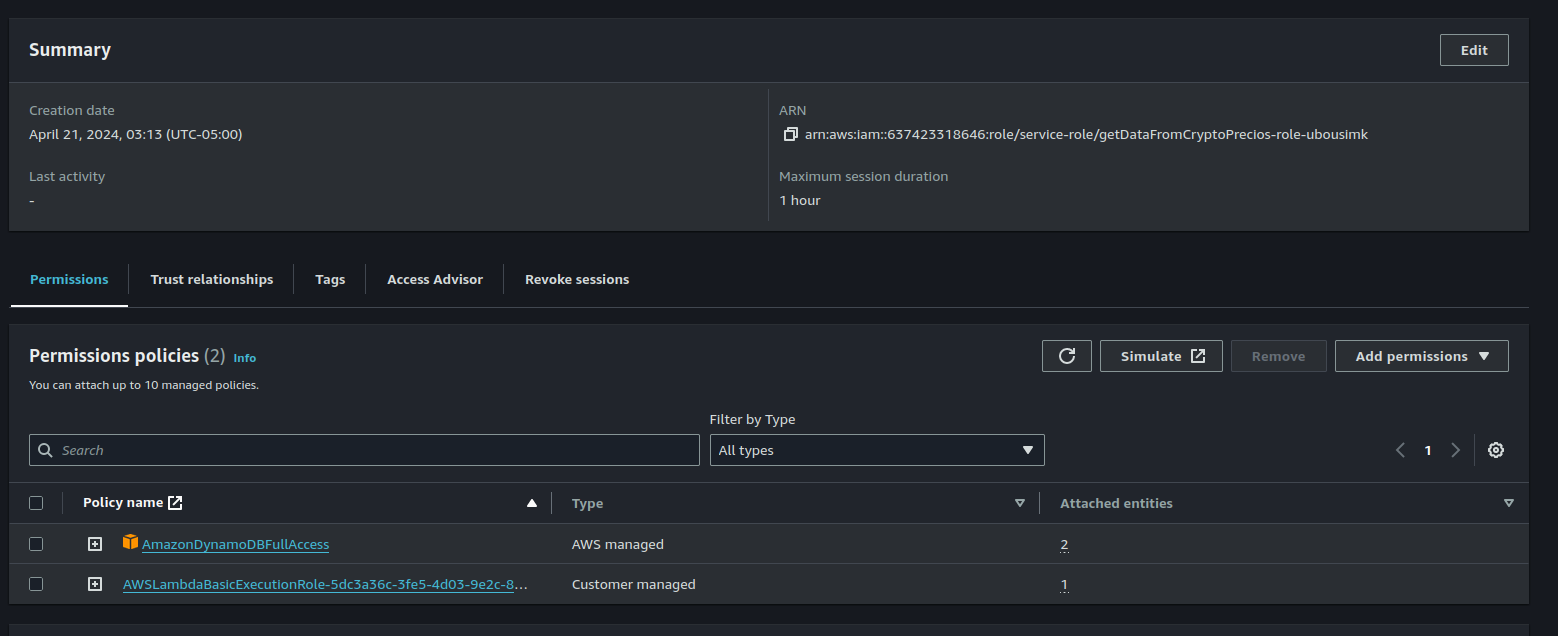 Summary
Edit
Creation date
April 21, 2024, 03:13 (UTC-05:00)
ARN
arn:aws:iam::637423318646:role/service-role/getDataFromCryptoPrecios-role-ubousimk
Last activity
-
Maximum session duration
1 hour
Permissions Trust relationships Tags Access Advisor Revoke sessions
Permissions policies (2) Info
You can attach up to 10 managed policies.
Simulate Remove Add permissions
Filter by Type
Search
All types
1
Policy name Type Attached entities
AmazonDynamoDBFullAccess AWS managed 2
AWSLambdaBasicExecutionRole-5dc3a36c-3fe5-4d03-9e2c-8... Customer managed 1